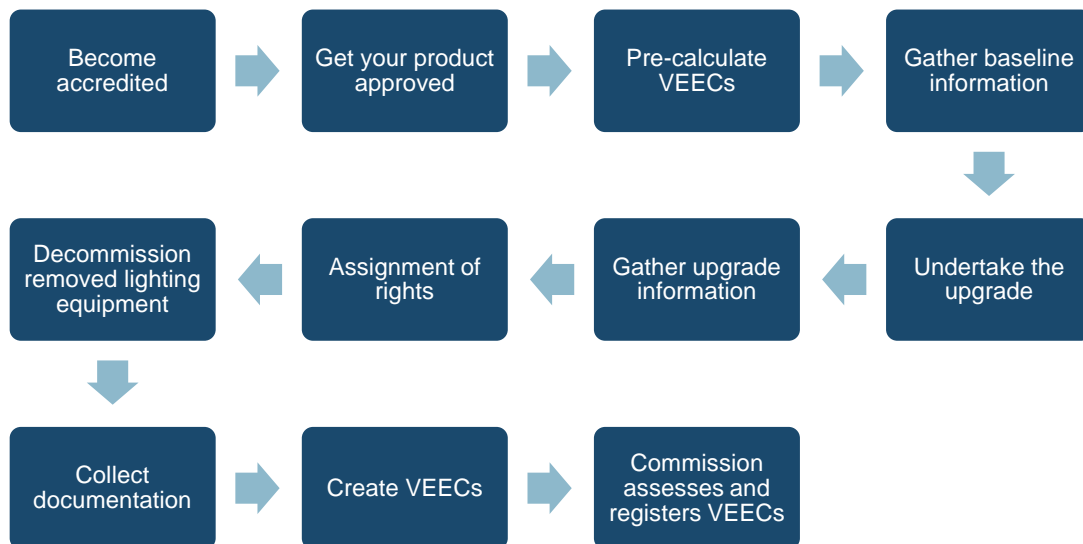 Become
accredited
Get your product
approved
Pre-calculate
VEECs
Gather baseline
information
Undertake the
upgrade
Gather upgrade
information
Assignment of
rights
Decommission
removed lighting
equipment
Collect
documentation
Create VEECs
Commission
assesses and
registers VEECs